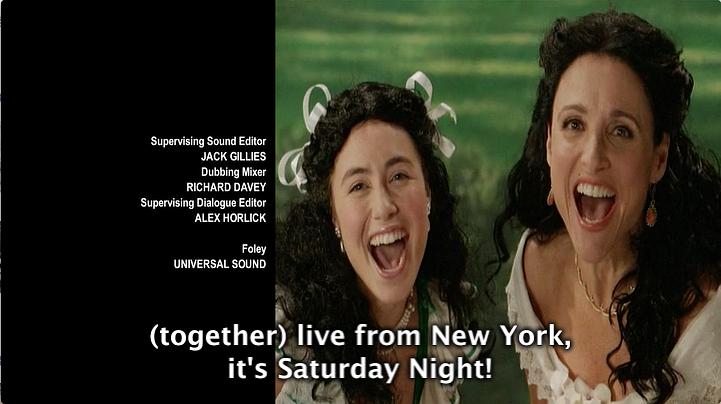 Supervising Sound Editor
JACK GILLIES
Dubbing Mixer
RICHARD DAVEY
Supervising Dialogue Editor
ALEX HORLICK
Foley
UNIVERSAL SOUND
(together) live from New York,
it's Saturday Night!